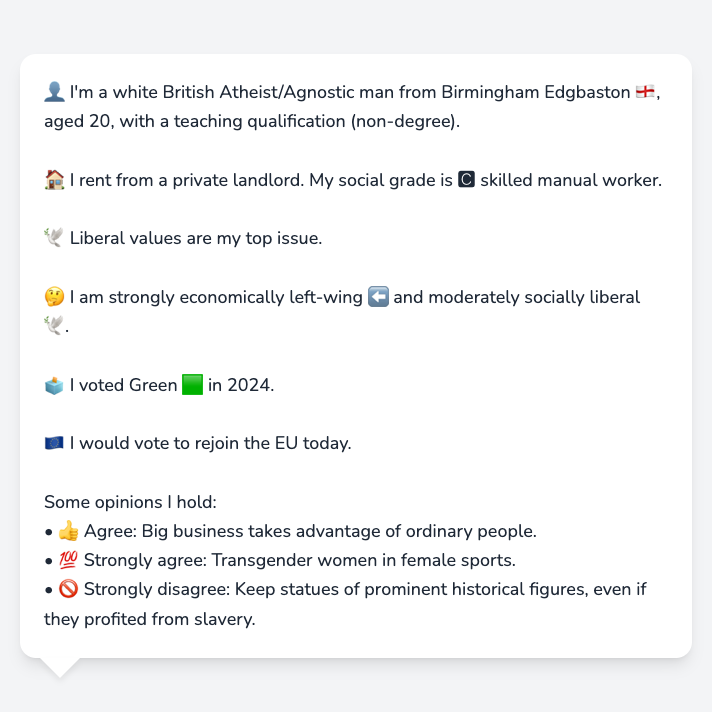 👤 I'm a white British Atheist/Agnostic man from Birmingham Edgbaston 🏴󠁧󠁢󠁥󠁮󠁧󠁿,
aged 20, with a teaching qualification (non-degree).
🏠 I rent from a private landlord. My social grade is 🅲 skilled manual worker.
🕊️ Liberal values are my top issue.
🤔 I am strongly economically left-wing ⬅️ and moderately socially liberal
🕊️.
🗳️ I voted Green 🟩 in 2024.
🇪🇺 I would vote to rejoin the EU today.
Some opinions I hold:
• 👍 Agree: Big business takes advantage of ordinary people.
• 💯 Strongly agree: Transgender women in female sports.
• 🚫 Strongly disagree: Keep statues of prominent historical figures, even if
they profited from slavery.